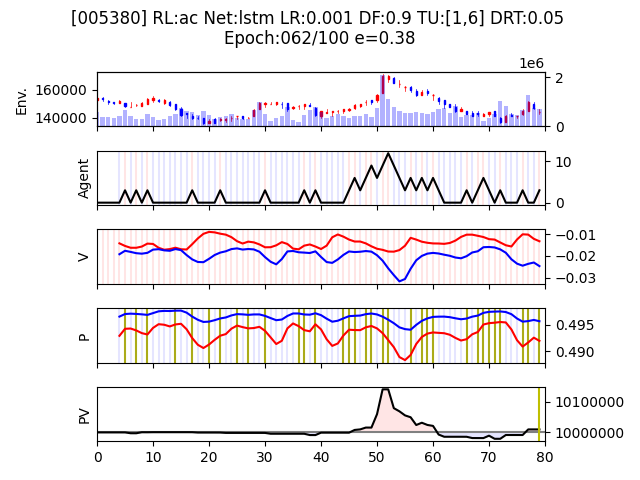 [005380] RL:ac Net:lstm LR:0.001 DF:0.9 TU:[1,6] DRT:0.05
Epoch:062/100 e=0.38
1e6
Env.
160000
140000
2
0
Agent
10
0
V
−0.01
−0.02
−0.03
P
0.495
0.490
PV
10100000
10000000
0 10 20 30 40 50 60 70 80